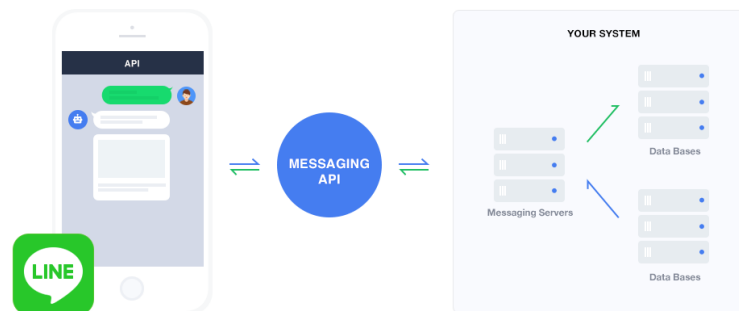 API
LINE
MESSAGING
API
YOUR SYSTEM
Messaging Servers
Data Bases
Data Bases